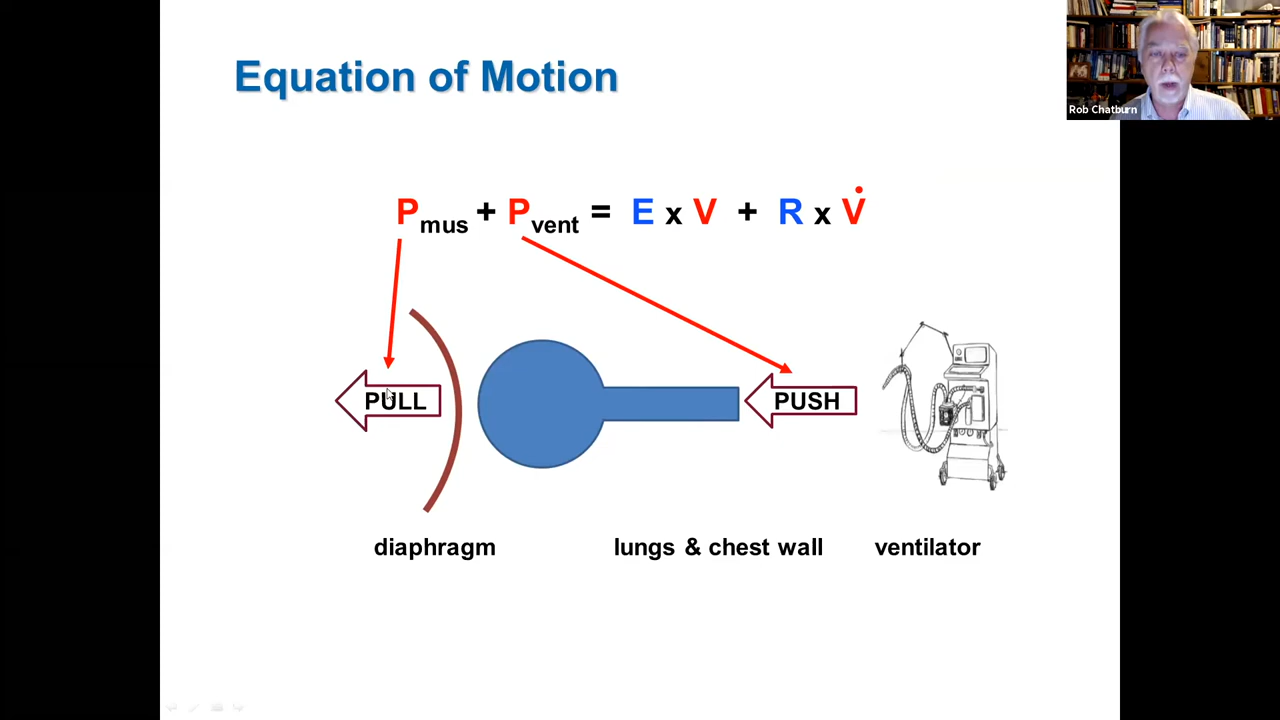 Equation of Motion
Rob Chatburn
Pmus + Pvent = E x V + R x V̇
PULL
PUSH
diaphragm
lungs & chest wall
ventilator